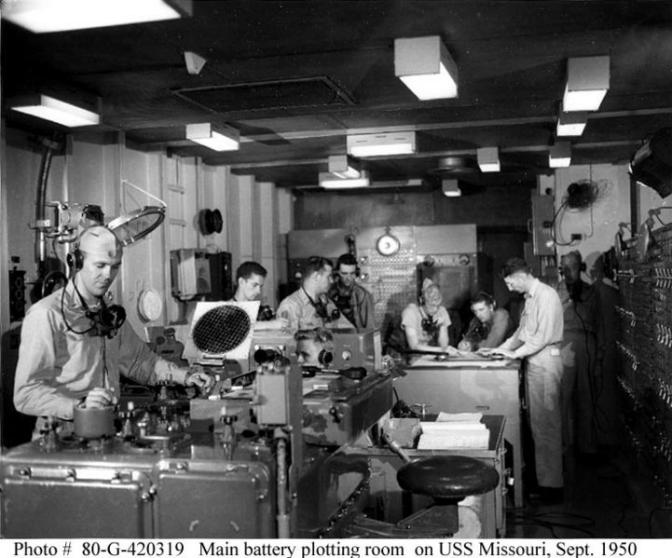 Photo # 80-G-420319 Main battery plotting room on USS Missouri, Sept. 1950